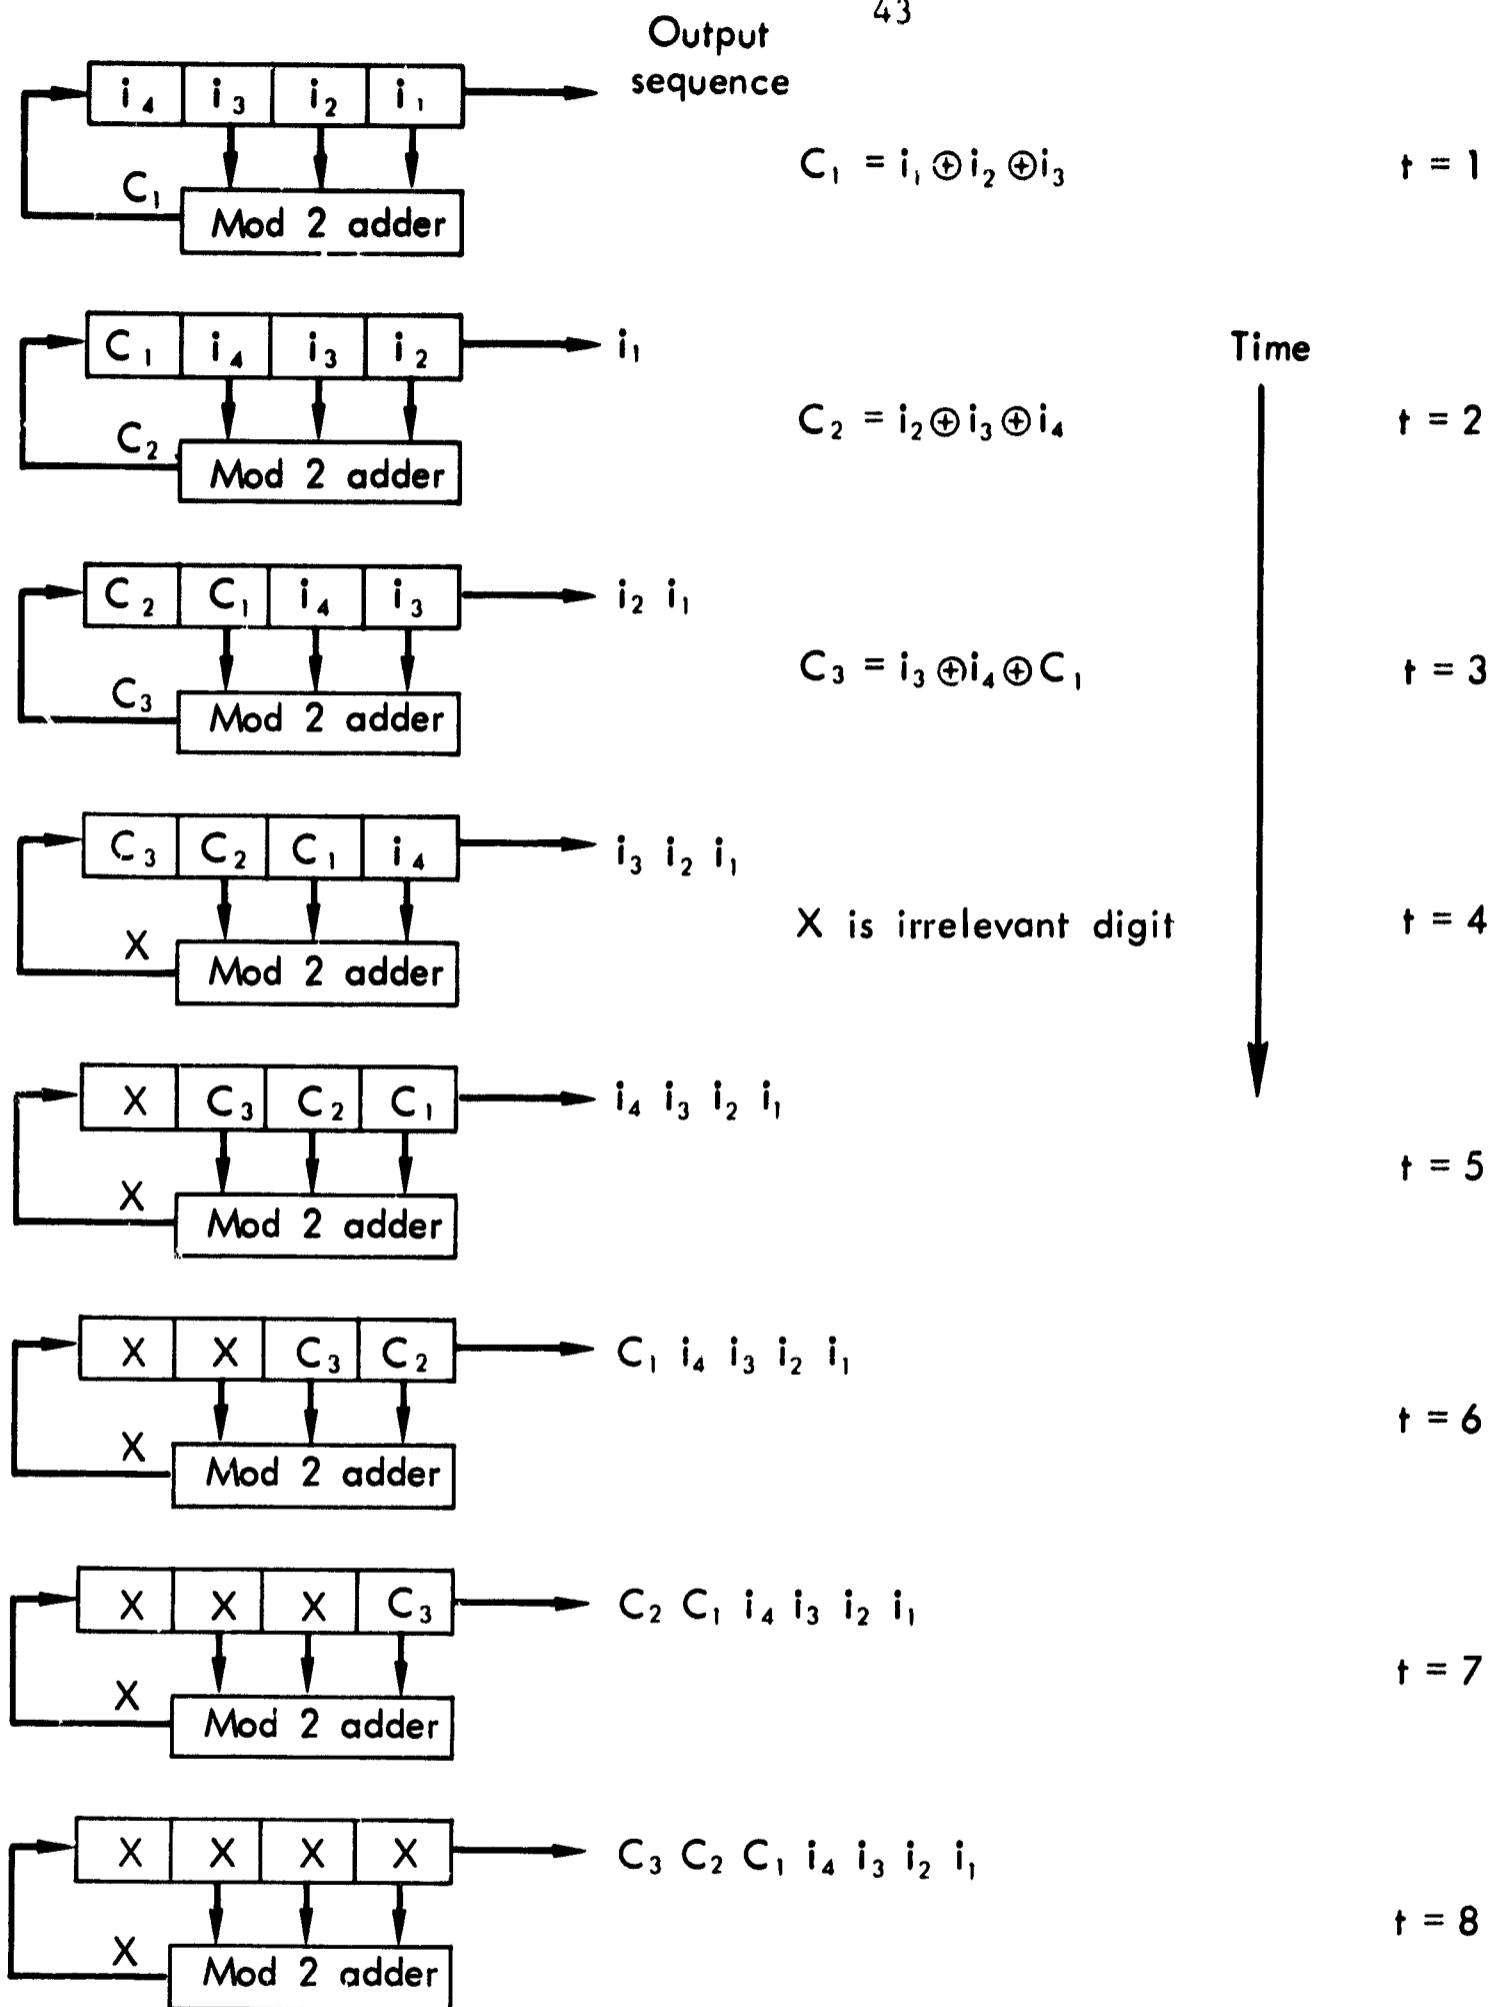 43
Output
sequence
i₄ i₃ i₂ i₁
C₁ = i₁ ⊕ i₂ ⊕ i₃
t = 1
C₁
Mod 2 adder
C₁ i₄ i₃ i₂
i₁
Time
C₂ = i₂ ⊕ i₃ ⊕ i₄
t = 2
C₂
Mod 2 adder
C₂ C₁ i₄ i₃
i₂ i₁
C₃ = i₃ ⊕ i₄ ⊕ C₁
t = 3
C₃
Mod 2 adder
C₃ C₂ C₁ i₄
i₃ i₂ i₁
X is irrelevant digit
t = 4
X
Mod 2 adder
X C₃ C₂ C₁
i₄ i₃ i₂ i₁
t = 5
X
Mod 2 adder
X X C₃ C₂
C₁ i₄ i₃ i₂ i₁
t = 6
X
Mod 2 adder
X X X C₃
C₂ C₁ i₄ i₃ i₂ i₁
t = 7
X
Mod 2 adder
X X X X
C₃ C₂ C₁ i₄ i₃ i₂ i₁
t = 8
X
Mod 2 adder